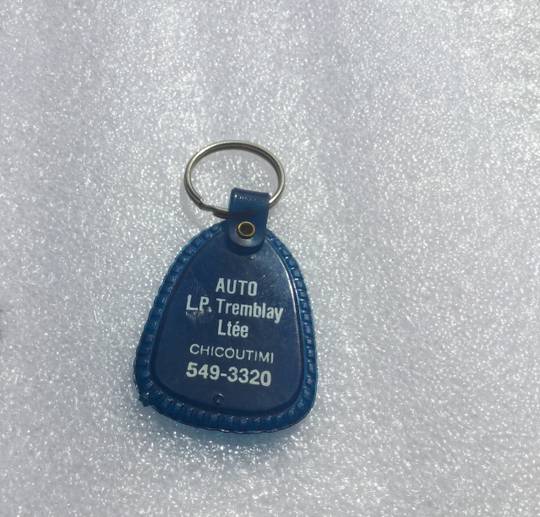 AUTO
L.P. Tremblay
Ltée
CHICOUTIMI
549-3320